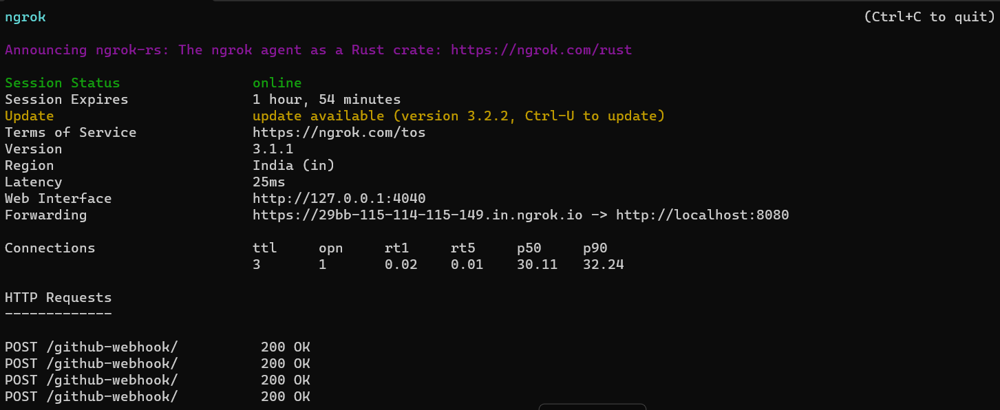 ngrok (Ctrl+C to quit)
Announcing ngrok-rs: The ngrok agent as a Rust crate: https://ngrok.com/rust
Session Status online
Session Expires 1 hour, 54 minutes
Update update available (version 3.2.2, Ctrl-U to update)
Terms of Service https://ngrok.com/tos
Version 3.1.1
Region India (in)
Latency 25ms
Web Interface http://127.0.0.1:4040
Forwarding https://29bb-115-114-115-149.in.ngrok.io -> http://localhost:8080
Connections ttl opn rt1 rt5 p50 p90
3 1 0.02 0.01 30.11 32.24
HTTP Requests
-------------
POST /github-webhook/ 200 OK
POST /github-webhook/ 200 OK
POST /github-webhook/ 200 OK
POST /github-webhook/ 200 OK